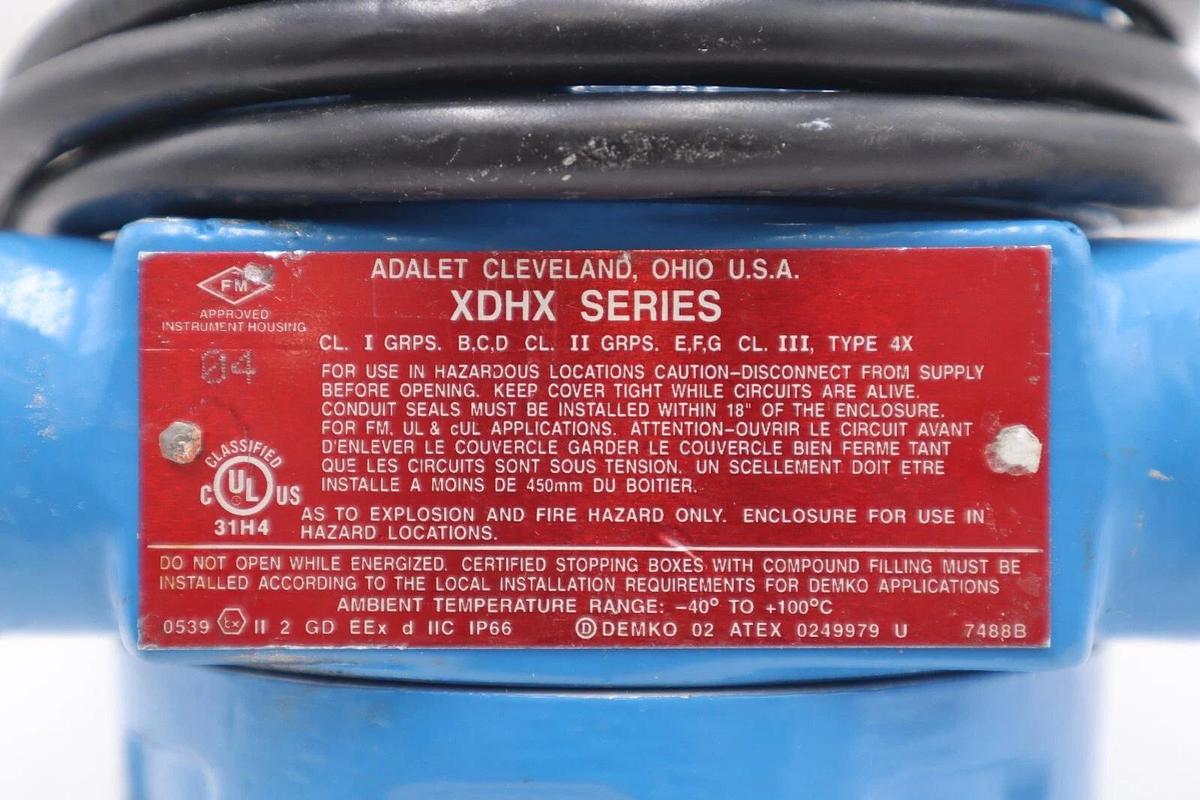 ADALET CLEVELAND, OHIO U.S.A.
XDHX SERIES
FM
APPROVED
INSTRUMENT HOUSING
04
CL. I GRPS. B,C,D CL. II GRPS. E,F,G CL. III, TYPE 4X
FOR USE IN HAZARDOUS LOCATIONS CAUTION-DISCONNECT FROM SUPPLY
BEFORE OPENING. KEEP COVER TIGHT WHILE CIRCUITS ARE ALIVE.
CONDUIT SEALS MUST BE INSTALLED WITHIN 18" OF THE ENCLOSURE.
FOR FM, UL & cUL APPLICATIONS. ATTENTION-OUVRIR LE CIRCUIT AVANT
D'ENLEVER LE COUVERCLE GARDER LE COUVERCLE BIEN FERME TANT
QUE LES CIRCUITS SONT SOUS TENSION. UN SCELLEMENT DOIT ETRE
INSTALLE A MOINS DE 450mm DU BOITIER.
CLASSIFIED
C UL US
31H4
AS TO EXPLOSION AND FIRE HAZARD ONLY. ENCLOSURE FOR USE IN
HAZARD LOCATIONS.
DO NOT OPEN WHILE ENERGIZED. CERTIFIED STOPPING BOXES WITH COMPOUND FILLING MUST BE
INSTALLED ACCORDING TO THE LOCAL INSTALLATION REQUIREMENTS FOR DEMKO APPLICATIONS
AMBIENT TEMPERATURE RANGE: -40° TO +100°C
0539 Ex II 2 GD EEx d IIC IP66 D DEMKO 02 ATEX 0249979 U 7488B